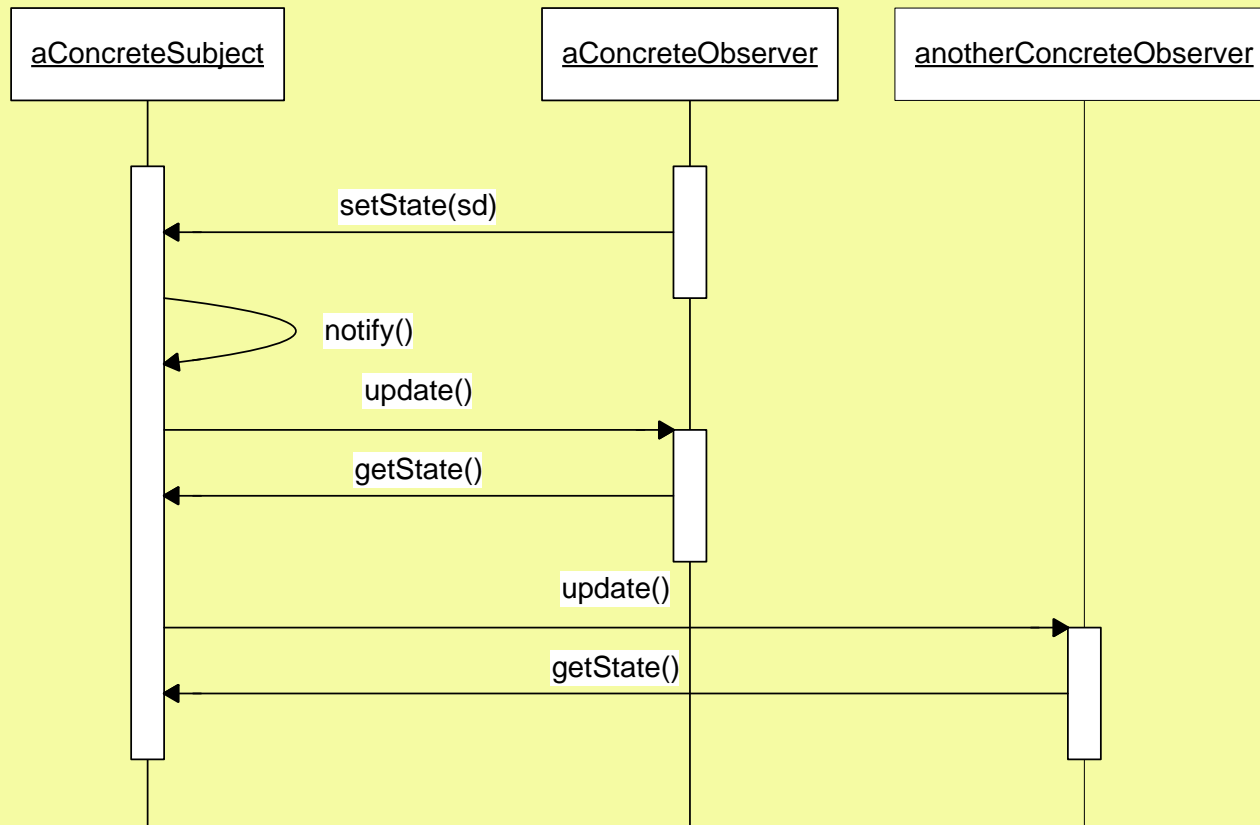 aConcreteSubject
aConcreteObserver
anotherConcreteObserver
setState(sd)
notify()
update()
getState()
update()
getState()